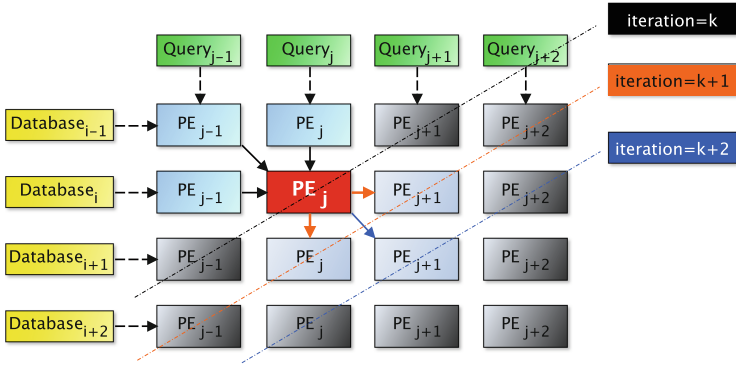 iteration=k
Query j-1 Query j Query j+1 Query j+2
iteration=k+1
Database i-1 PE j-1 PE j PE j+1 PE j+2
iteration=k+2
Database i PE j-1 PE j PE j+1 PE j+2
Database i+1 PE j-1 PE j PE j+1 PE j+2
Database i+2 PE j-1 PE j PE j+1 PE j+2